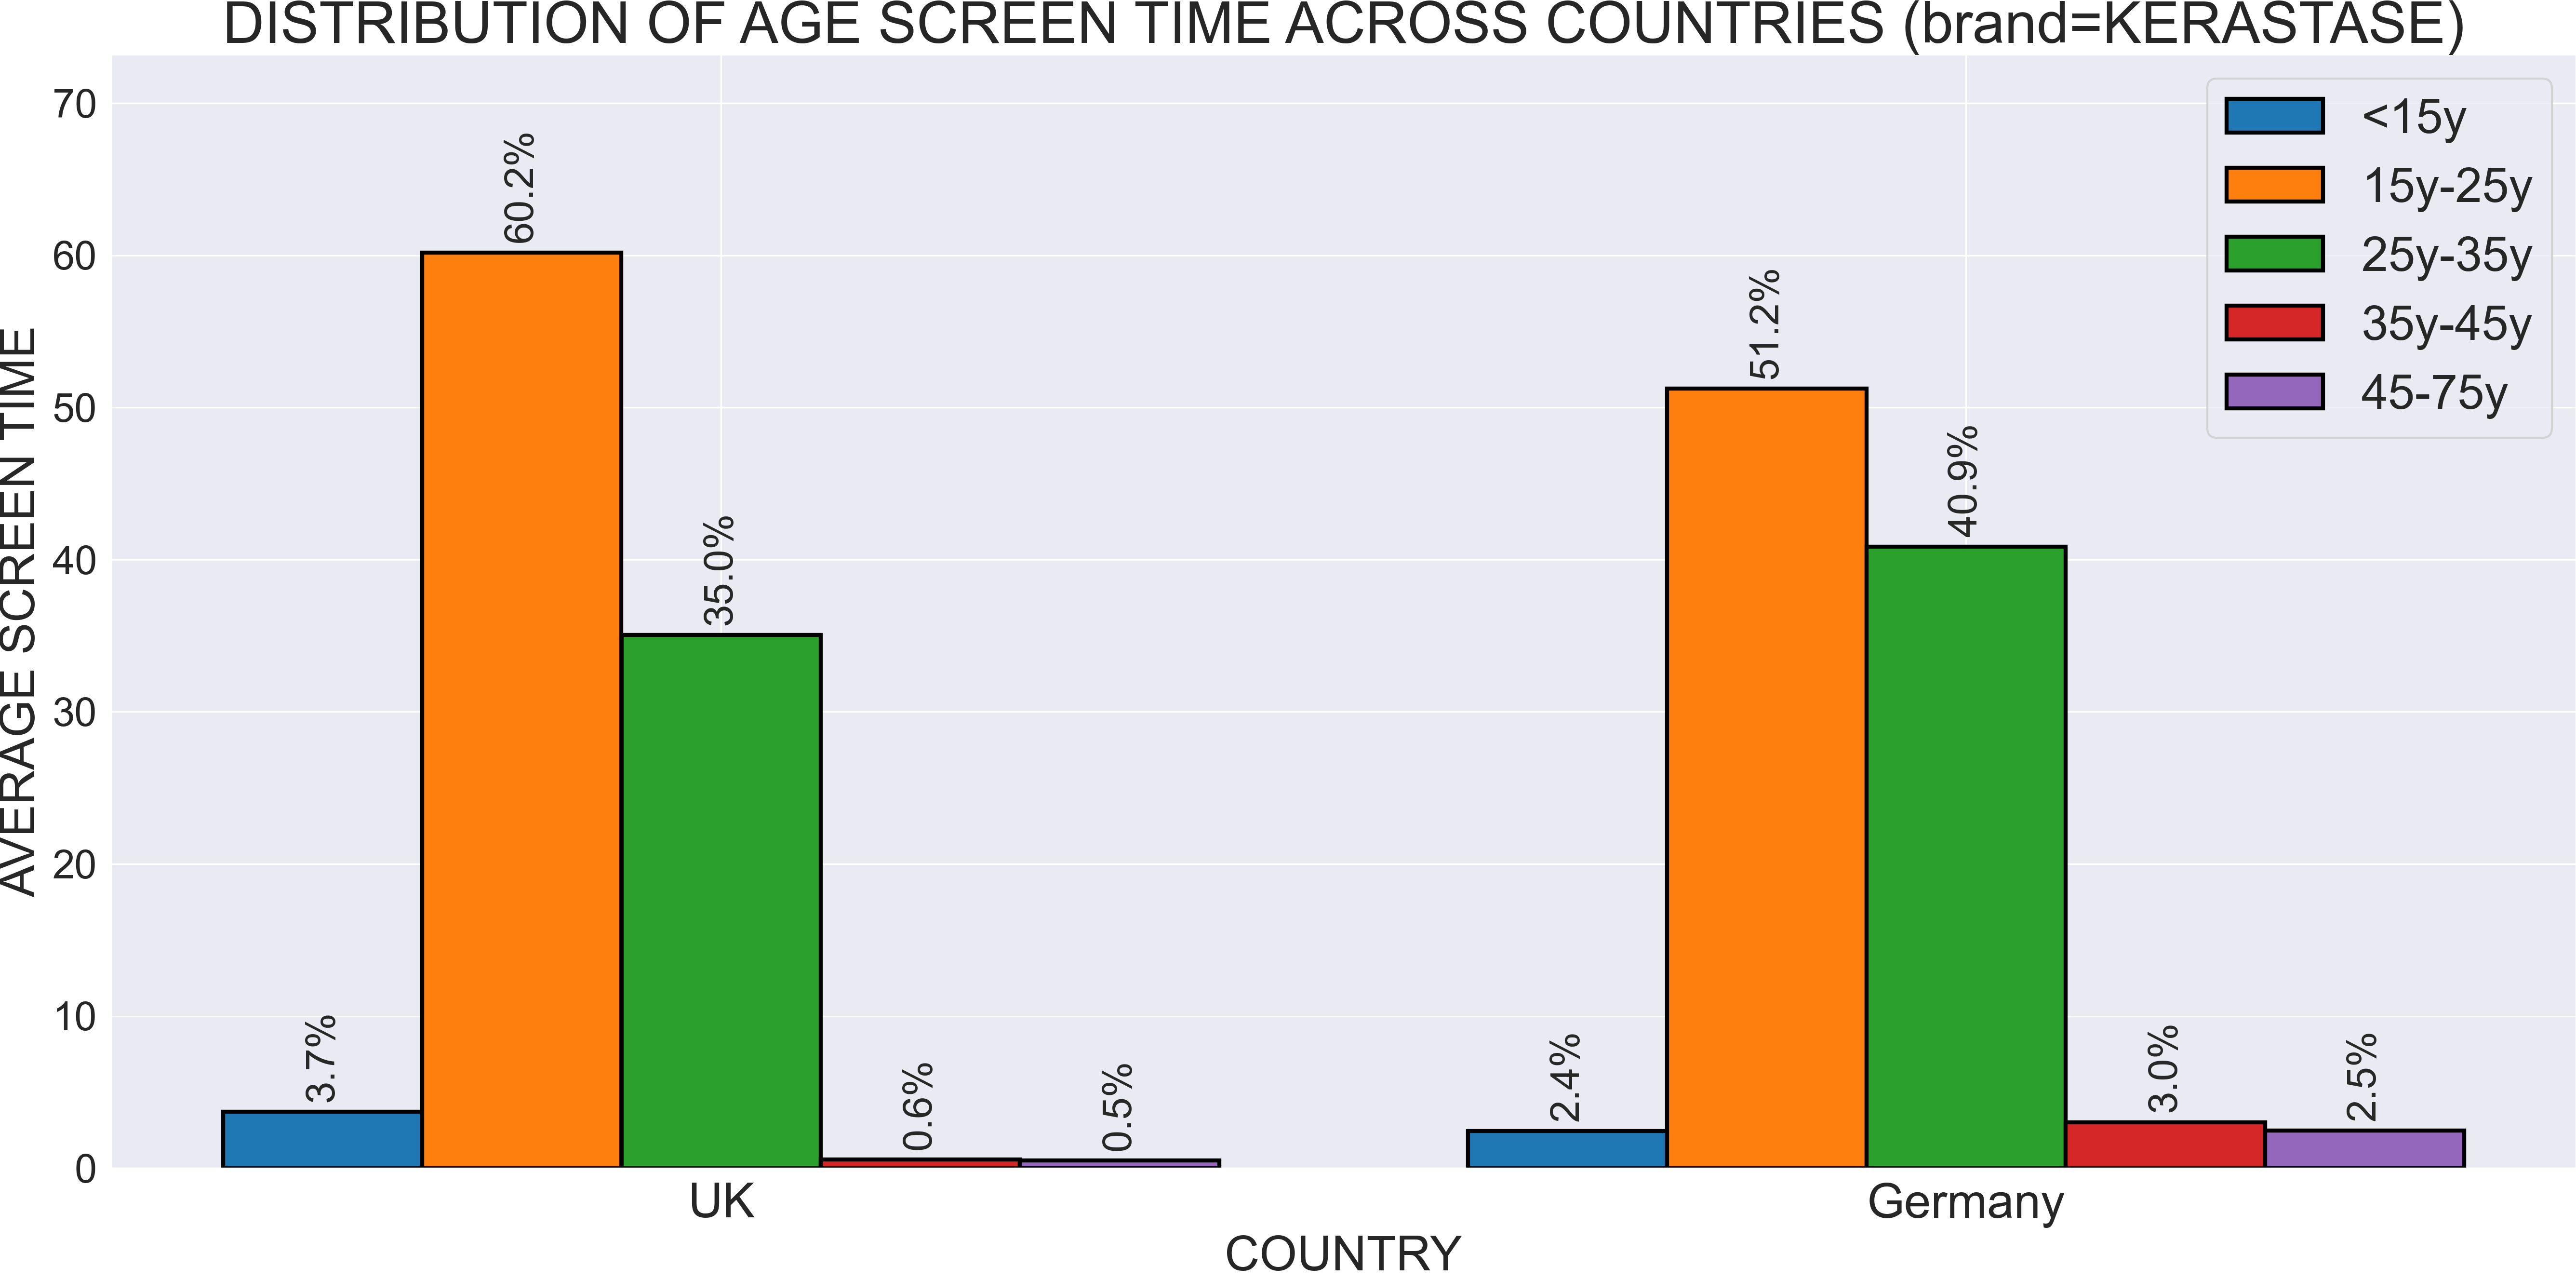 DISTRIBUTION OF AGE SCREEN TIME ACROSS COUNTRIES (brand=KERASTASE)
AVERAGE SCREEN TIME
70
60
50
40
30
20
10
0
3.7%
60.2%
35.0%
0.6%
0.5%
2.4%
51.2%
40.9%
3.0%
2.5%
<15y
15y-25y
25y-35y
35y-45y
45-75y
UK
Germany
COUNTRY